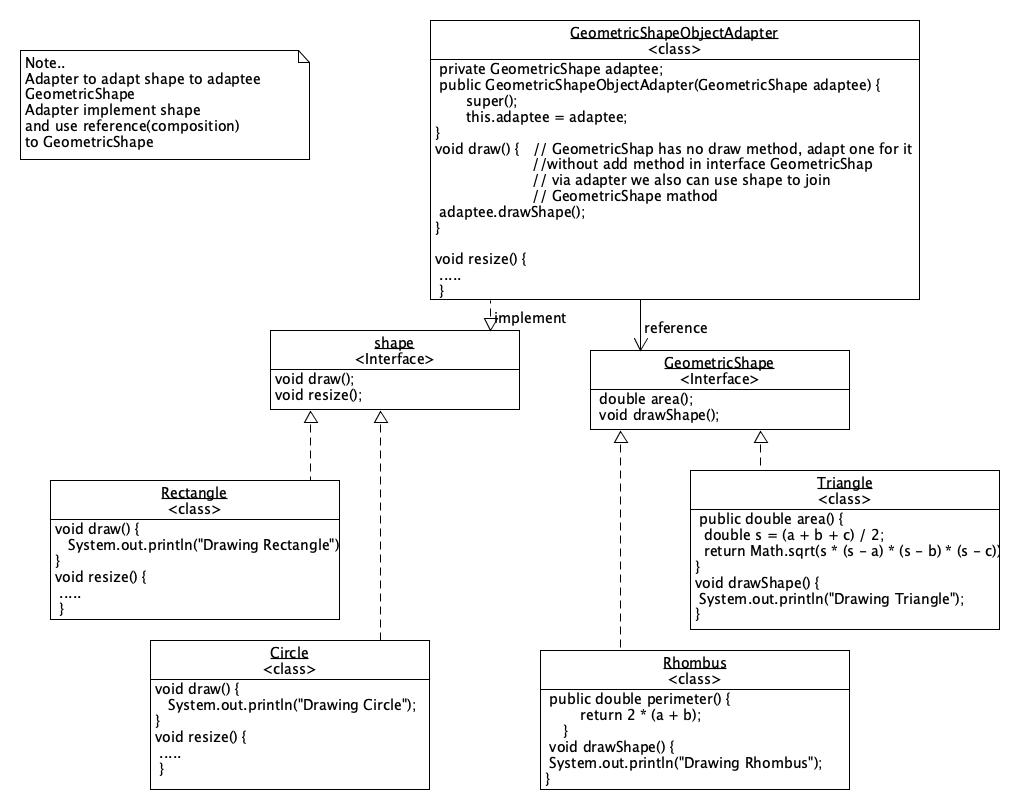 Note..
Adapter to adapt shape to adaptee
GeometricShape
Adapter implement shape
and use reference(composition)
to GeometricShape
GeometricShapeObjectAdapter
<class>
private GeometricShape adaptee;
public GeometricShapeObjectAdapter(GeometricShape adaptee) {
super();
this.adaptee = adaptee;
}
void draw() { // GeometricShap has no draw method, adapt one for it
//without add method in interface GeometricShap
// via adapter we also can use shape to join
// GeometricShape mathod
adaptee.drawShape();
}
void resize() {
.....
}
implement
reference
shape
<Interface>
void draw();
void resize();
GeometricShape
<Interface>
double area();
void drawShape();
Rectangle
<class>
void draw() {
System.out.println("Drawing Rectangle")
}
void resize() {
.....
}
Triangle
<class>
public double area() {
double s = (a + b + c) / 2;
return Math.sqrt(s * (s - a) * (s - b) * (s - c))
}
void drawShape() {
System.out.println("Drawing Triangle");
}
Circle
<class>
void draw() {
System.out.println("Drawing Circle");
}
void resize() {
.....
}
Rhombus
<class>
public double perimeter() {
return 2 * (a + b);
}
void drawShape() {
System.out.println("Drawing Rhombus");
}